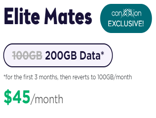 Elite Mates
EXCLUSIVE!
100GB 200GB Data*
*for the first 3 months, then reverts to 100GB/month
$45/month